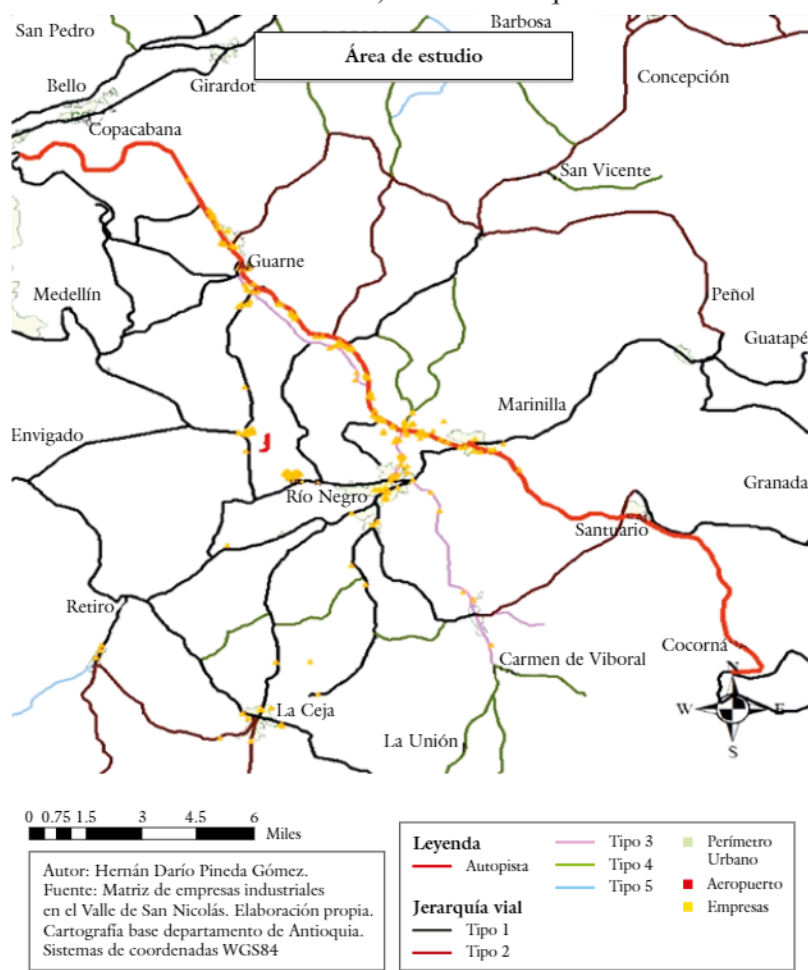 Barbosa
San Pedro
Área de estudio
Concepción
Bello
Girardot
Copacabana
San Vicente
Guarne
Medellín
Peñol
Guatapé
Marinilla
Envigado
Granada
Río Negro
Santuario
Retiro
Cocorná
Carmen de Viboral
N
W
E
S
La Ceja
La Unión
0 0.75 1.5 3 4.5 6
Miles
Autor: Hernán Darío Pineda Gómez.
Fuente: Matriz de empresas industriales
en el Valle de San Nicolás. Elaboración propia.
Cartografía base departamento de Antioquia.
Sistemas de coordenadas WGS84
Leyenda
Autopista
Jerarquía vial
Tipo 1
Tipo 2
Tipo 3
Tipo 4
Tipo 5
Perímetro
Urbano
Aeropuerto
Empresas